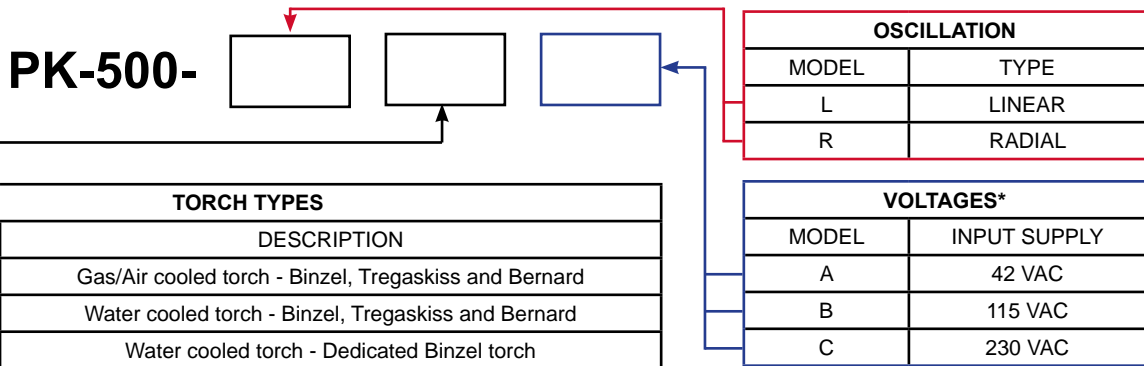 PK-500-
OSCILLATION
MODEL TYPE
L LINEAR
R RADIAL
TORCH TYPES
DESCRIPTION
Gas/Air cooled torch - Binzel, Tregaskiss and Bernard
Water cooled torch - Binzel, Tregaskiss and Bernard
Water cooled torch - Dedicated Binzel torch
VOLTAGES*
MODEL INPUT SUPPLY
A 42 VAC
B 115 VAC
C 230 VAC